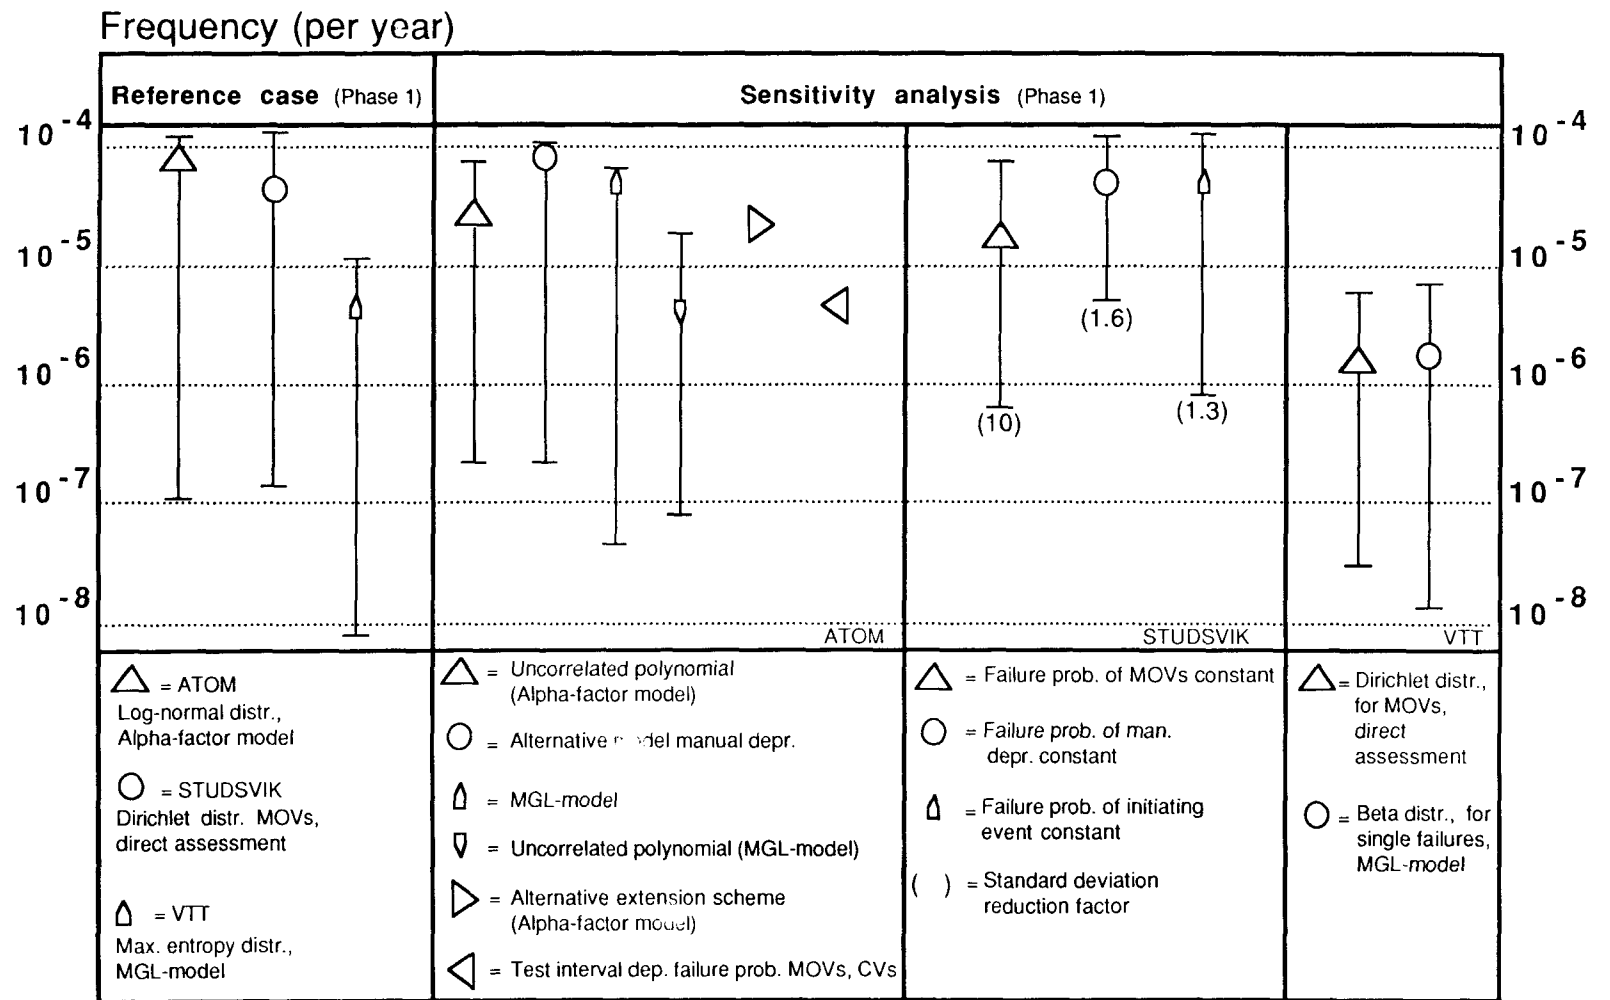 Frequency (per year)
Reference case (Phase 1)
Sensitivity analysis (Phase 1)
10 -4
10 -5
10 -6
10 -7
10 -8
(10)
(1.6)
(1.3)
10 -4
10 -5
10 -6
10 -7
10 -8
ATOM
STUDSVIK
VTT
= ATOM
Log-normal distr.,
Alpha-factor model
= STUDSVIK
Dirichlet distr. MOVs,
direct assessment
= VTT
Max. entropy distr.,
MGL-model
= Uncorrelated polynomial
(Alpha-factor model)
= Alternative manual depr.
= MGL-model
= Uncorrelated polynomial (MGL-model)
= Alternative extension scheme
(Alpha-factor model)
= Test interval dep. failure prob. MOVs, CVs
= Failure prob. of MOVs constant
= Failure prob. of man.
depr. constant
= Failure prob. of initiating
event constant
( ) = Standard deviation
reduction factor
= Dirichlet distr.,
for MOVs,
direct
assessment
= Beta distr., for
single failures,
MGL-model